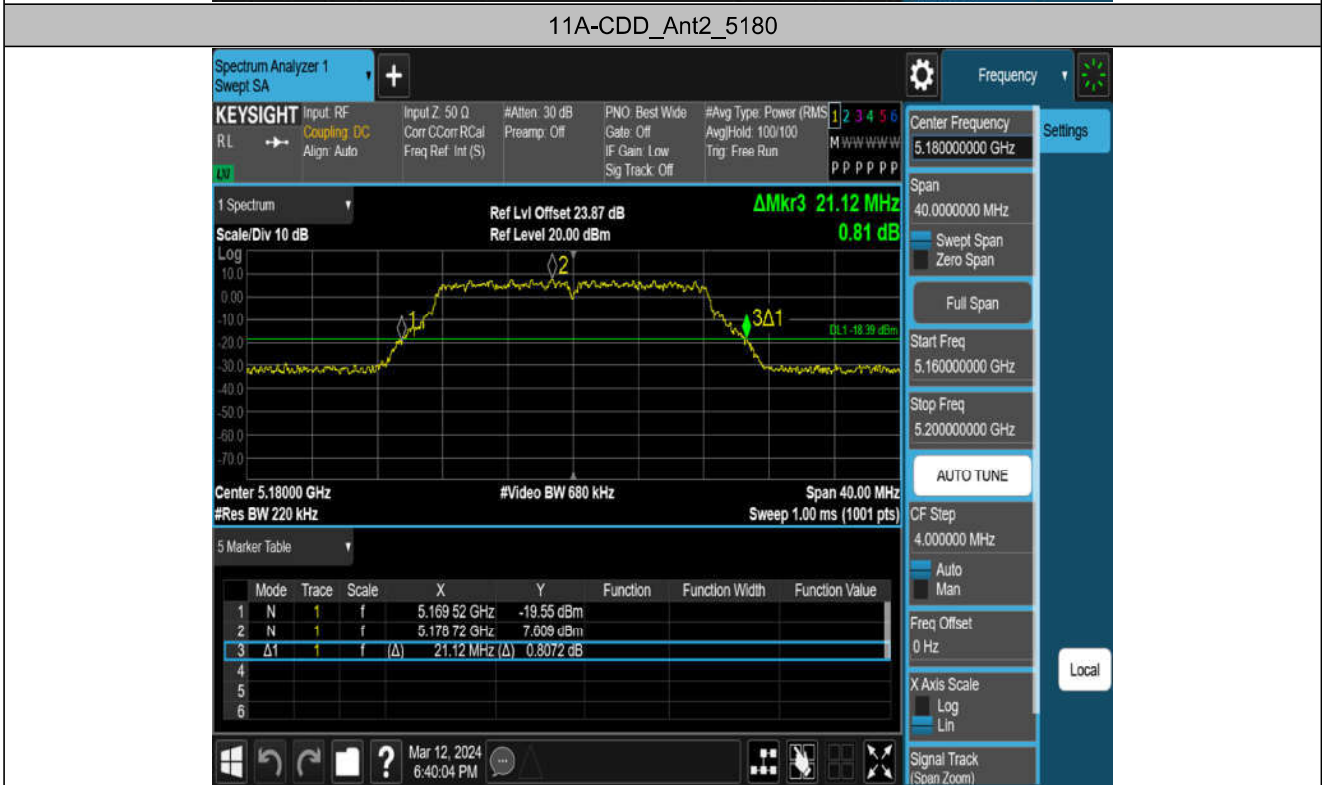 11A-CDD_Ant2_5180
Spectrum Analyzer 1
Swept SA
+
Frequency
KEYSIGHT
RL
LXI
Input: RF
Coupling: DC
Align: Auto
Input Z: 50 Ω
Corr CCorr RCal
Freq Ref: Int (S)
#Atten: 30 dB
Preamp: Off
PNO: Best Wide
Gate: Off
IF Gain: Low
Sig Track: Off
#Avg Type: Power (RMS
Avg|Hold: 100/100
Trig: Free Run
1 2 3 4 5 6
M W W W W W
P P P P P P
1 Spectrum
Scale/Div 10 dB
Ref Lvl Offset 23.87 dB
Ref Level 20.00 dBm
ΔMkr3 21.12 MHz
0.81 dB
Log
10.0
0.00
-10.0
-20.0
-30.0
-40.0
-50.0
-60.0
-70.0
1
2
3Δ1
DL1 -18.39 dBm
Center 5.18000 GHz
#Res BW 220 kHz
#Video BW 680 kHz
Span 40.00 MHz
Sweep 1.00 ms (1001 pts)
5 Marker Table
Mode Trace Scale X Y Function Function Width Function Value
1 N 1 f 5.169 52 GHz -19.55 dBm
2 N 1 f 5.178 72 GHz 7.609 dBm
3 Δ1 1 f (Δ) 21.12 MHz (Δ) 0.8072 dB
4
5
6
?
Mar 12, 2024
6:40:04 PM
Center Frequency
5.180000000 GHz
Settings
Span
40.0000000 MHz
Swept Span
Zero Span
Full Span
Start Freq
5.160000000 GHz
Stop Freq
5.200000000 GHz
AUTO TUNE
CF Step
4.000000 MHz
Auto
Man
Freq Offset
0 Hz
Local
X Axis Scale
Log
Lin
Signal Track
(Span Zoom)